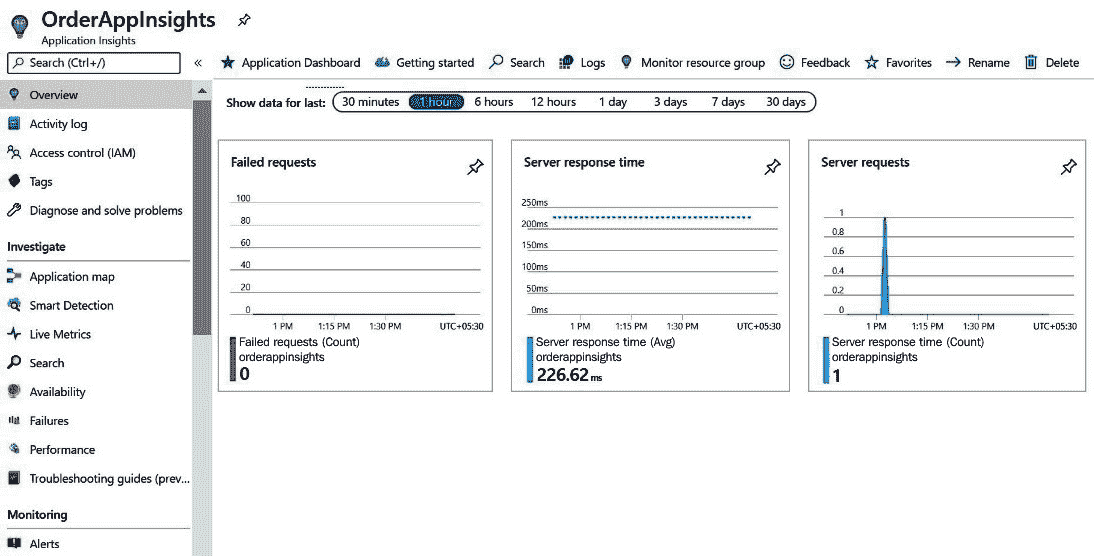 OrderAppInsights
Application Insights
Search (Ctrl+/)
«
Application Dashboard
Getting started
Search
Logs
Monitor resource group
Feedback
Favorites
Rename
Delete
Overview
Activity log
Access control (IAM)
Tags
Diagnose and solve problems
Investigate
Application map
Smart Detection
Live Metrics
Search
Availability
Failures
Performance
Troubleshooting guides (prev...
Monitoring
Alerts
Show data for last:
30 minutes
1 hour
6 hours
12 hours
1 day
3 days
7 days
30 days
Failed requests
100
80
60
40
20
0
1 PM 1:15 PM 1:30 PM UTC+05:30
Failed requests (Count)
orderappinsights
0
Server response time
250ms
200ms
150ms
100ms
50ms
0ms
1 PM 1:15 PM 1:30 PM UTC+05:30
Server response time (Avg)
orderappinsights
226.62 ms
Server requests
1
0.8
0.6
0.4
0.2
0
1 PM 1:15 PM 1:30 PM UTC+05:30
Server response time (Count)
orderappinsights
1